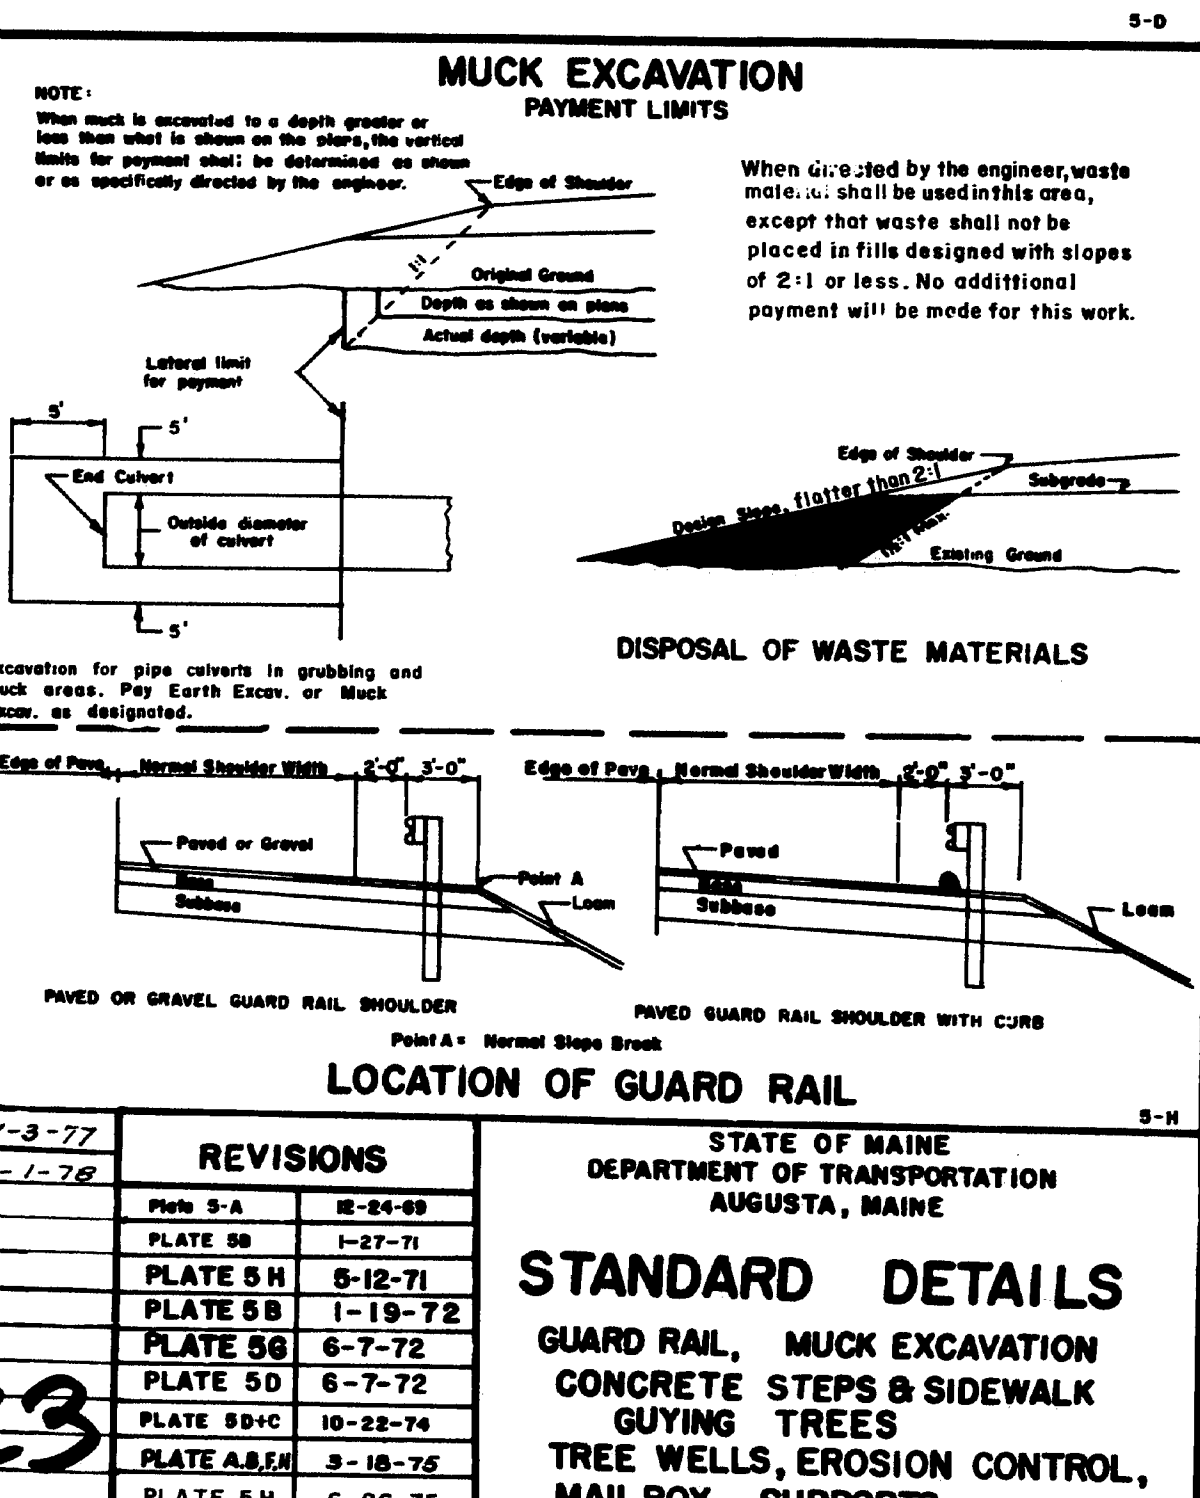 5-D
MUCK EXCAVATION
PAYMENT LIMITS
NOTE:
When muck is excavated to a depth greater or
less than what is shown on the plans, the vertical
limits for payment shall be determined as shown
or as specifically directed by the engineer.
Edge of Shoulder
1:1
Original Ground
Depth as shown on plans
Actual depth (variable)
Lateral limit
for payment
When directed by the engineer, waste
material shall be used in this area,
except that waste shall not be
placed in fills designed with slopes
of 2:1 or less. No addittional
payment will be made for this work.
5'
5'
End Culvert
Outside diameter
of culvert
5'
Edge of Shoulder
Design Slope, flatter than 2:1
Subgrade
Max.
Existing Ground
DISPOSAL OF WASTE MATERIALS
xcavation for pipe culverts in grubbing and
uck areas. Pay Earth Excav. or Muck
xcav. as designated.
Edge of Pave
Normal Shoulder Width
2'-0" 3'-0"
Edge of Pave
Normal Shoulder Width
2'-0" 3'-0"
Paved or Gravel
Base
Subbase
Point A
Loam
Paved
Base
Subbase
Loam
PAVED OR GRAVEL GUARD RAIL SHOULDER
PAVED GUARD RAIL SHOULDER WITH CURB
Point A = Normal Slope Break
LOCATION OF GUARD RAIL
5-H
-3-77
-1-78
REVISIONS
Plate 5-A 12-24-69
PLATE 5B 1-27-71
PLATE 5H 5-12-71
PLATE 5B 1-19-72
PLATE 5G 6-7-72
PLATE 5D 6-7-72
PLATE 5D+C 10-22-74
PLATE A.B,F,H 3-18-75
PLATE 5H
3
STATE OF MAINE
DEPARTMENT OF TRANSPORTATION
AUGUSTA, MAINE
STANDARD DETAILS
GUARD RAIL, MUCK EXCAVATION
CONCRETE STEPS & SIDEWALK
GUYING TREES
TREE WELLS, EROSION CONTROL,
MAIL BOX SUPPORTS